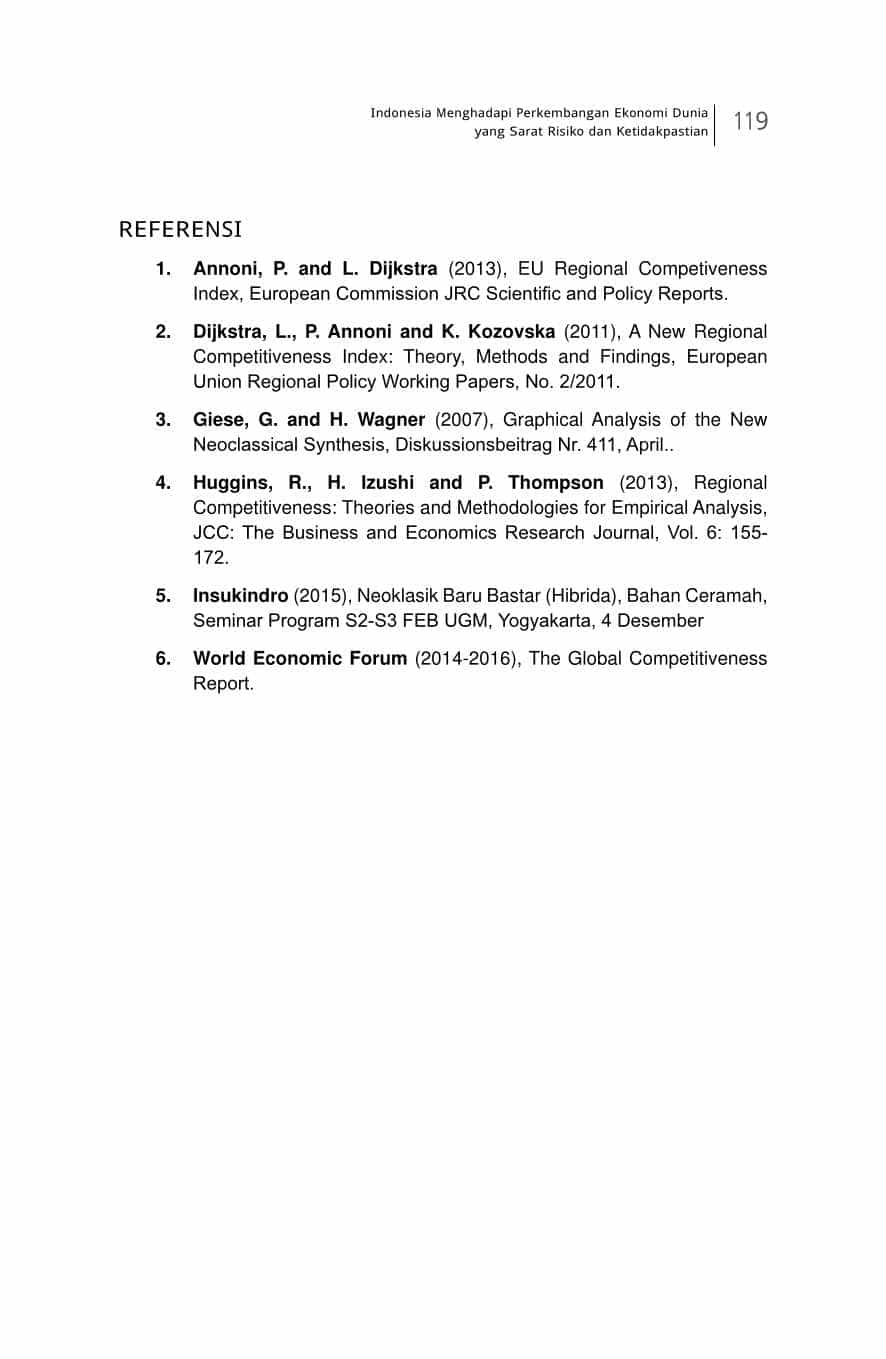 Indonesia Menghadapi Perkembangan Ekonomi Dunia
yang Sarat Risiko dan Ketidakpastian
119
REFERENSI
1. Annoni, P. and L. Dijkstra (2013), EU Regional Competiveness
Index, European Commission JRC Scientific and Policy Reports.
2. Dijkstra, L., P. Annoni and K. Kozovska (2011), A New Regional
Competitiveness Index: Theory, Methods and Findings, European
Union Regional Policy Working Papers, No. 2/2011.
3. Giese, G. and H. Wagner (2007), Graphical Analysis of the New
Neoclassical Synthesis, Diskussionsbeitrag Nr. 411, April..
4. Huggins, R., H. Izushi and P. Thompson (2013), Regional
Competitiveness: Theories and Methodologies for Empirical Analysis,
JCC: The Business and Economics Research Journal, Vol. 6: 155-
172.
5. Insukindro (2015), Neoklasik Baru Bastar (Hibrida), Bahan Ceramah,
Seminar Program S2-S3 FEB UGM, Yogyakarta, 4 Desember
6. World Economic Forum (2014-2016), The Global Competitiveness
Report.